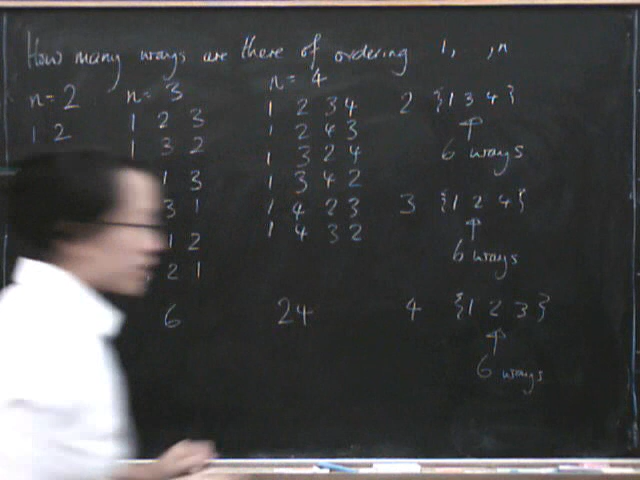 How many ways are there of ordering 1, ,n
n=2
1 2
n=3
1 2 3
1 3 2
1 3
3 1
1 2
2 1
6
n=4
1 2 3 4
1 2 4 3
1 3 2 4
1 3 4 2
1 4 2 3
1 4 3 2
24
2 {1 3 4}
↑
6 ways
3 {1 2 4}
↑
6 ways
4 {1 2 3}
↑
6 ways